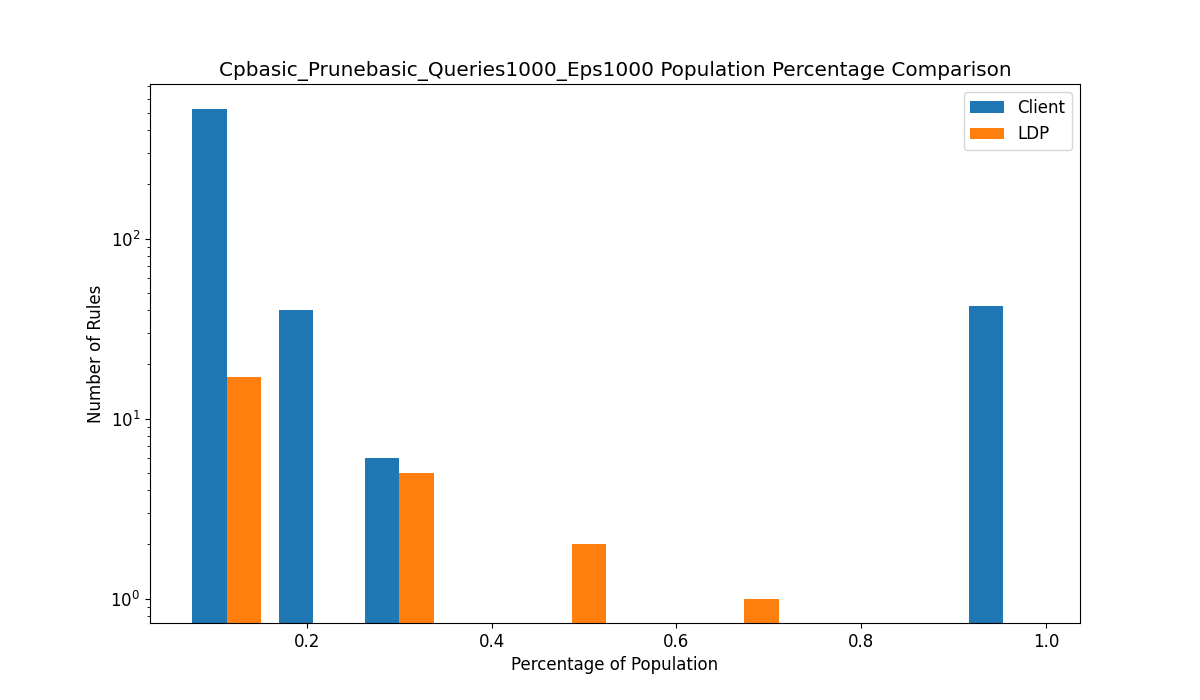 Cpbasic_Prunebasic_Queries1000_Eps1000 Population Percentage Comparison
Client
LDP
Number of Rules
10²
10¹
10⁰
0.2 0.4 0.6 0.8 1.0
Percentage of Population